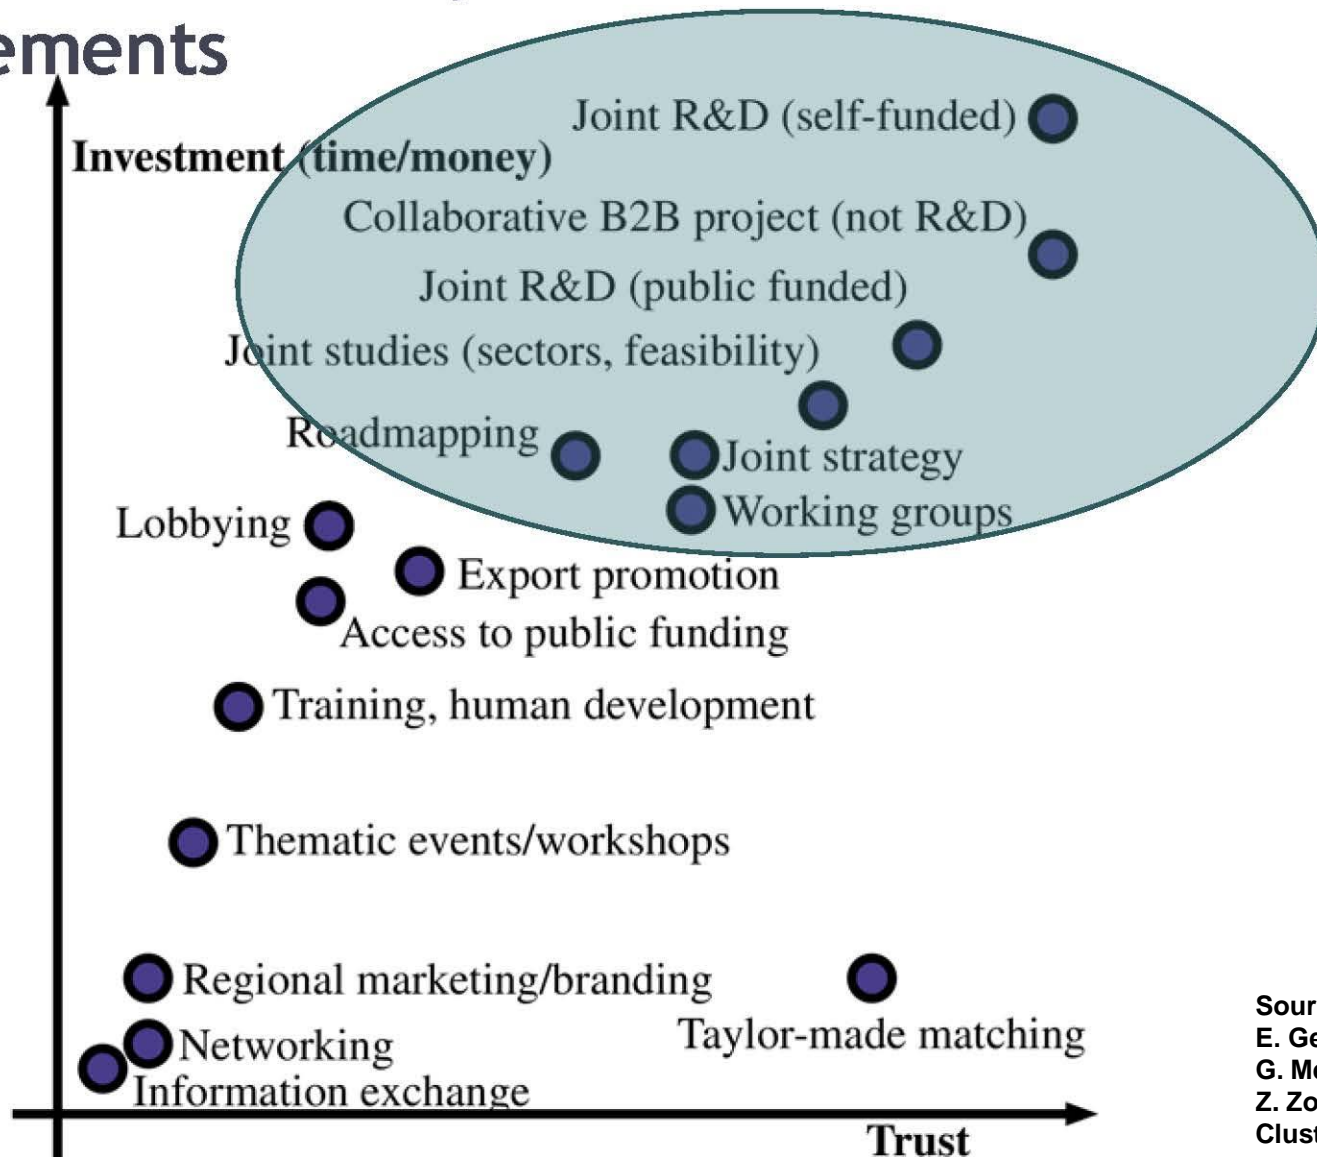 Joint R&D (self-funded)
Investment (time/money)
Collaborative B2B project (not R&D)
Joint R&D (public funded)
Joint studies (sectors, feasibility)
Roadmapping
Joint strategy
Working groups
Lobbying
Export promotion
Access to public funding
Training, human development
Thematic events/workshops
Regional marketing/branding
Taylor-made matching
Networking
Information exchange
Trust
E.
G.
Z.